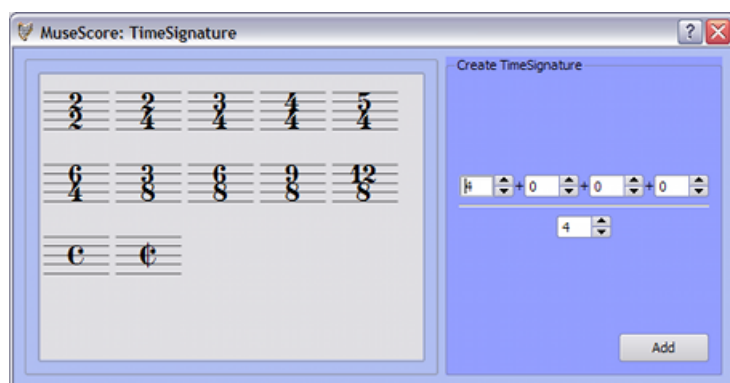 MuseScore: TimeSignature
Create TimeSignature
2 2 3 4 5
2 4 4 4 4
6 3 6 9 12
4 8 8 8 8
4 + 0 + 0 + 0
4
Add